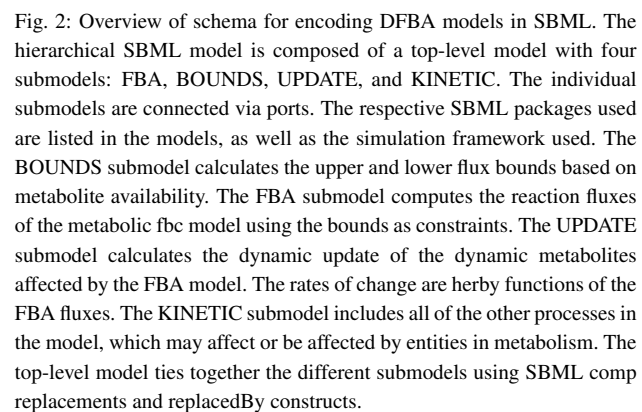 Fig. 2: Overview of schema for encoding DFBA models in SBML. The
hierarchical SBML model is composed of a top-level model with four
submodels: FBA, BOUNDS, UPDATE, and KINETIC. The individual
submodels are connected via ports. The respective SBML packages used
are listed in the models, as well as the simulation framework used. The
BOUNDS submodel calculates the upper and lower flux bounds based on
metabolite availability. The FBA submodel computes the reaction fluxes
of the metabolic fbc model using the bounds as constraints. The UPDATE
submodel calculates the dynamic update of the dynamic metabolites
affected by the FBA model. The rates of change are herby functions of the
FBA fluxes. The KINETIC submodel includes all of the other processes in
the model, which may affect or be affected by entities in metabolism. The
top-level model ties together the different submodels using SBML comp
replacements and replacedBy constructs.